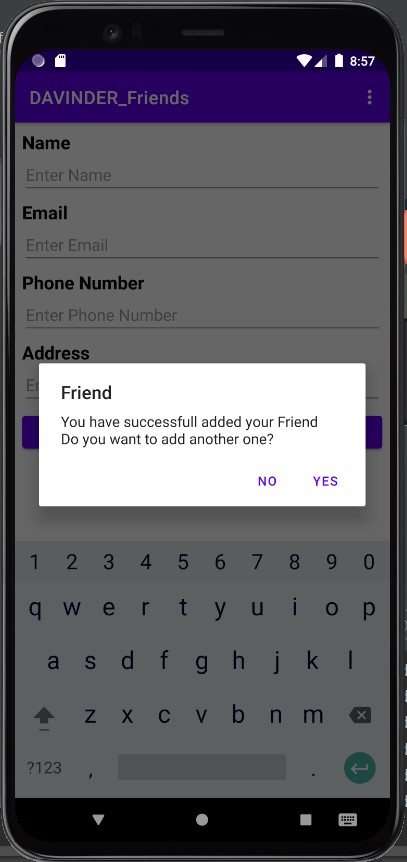 8:57
DAVINDER_Friends
Name
Enter Name
Email
Enter Email
Phone Number
Enter Phone Number
Address
Friend
You have successfull added your Friend
Do you want to add another one?
NO YES
1 2 3 4 5 6 7 8 9 0
q w e r t y u i o p
a s d f g h j k l
z x c v b n m
?123 , .